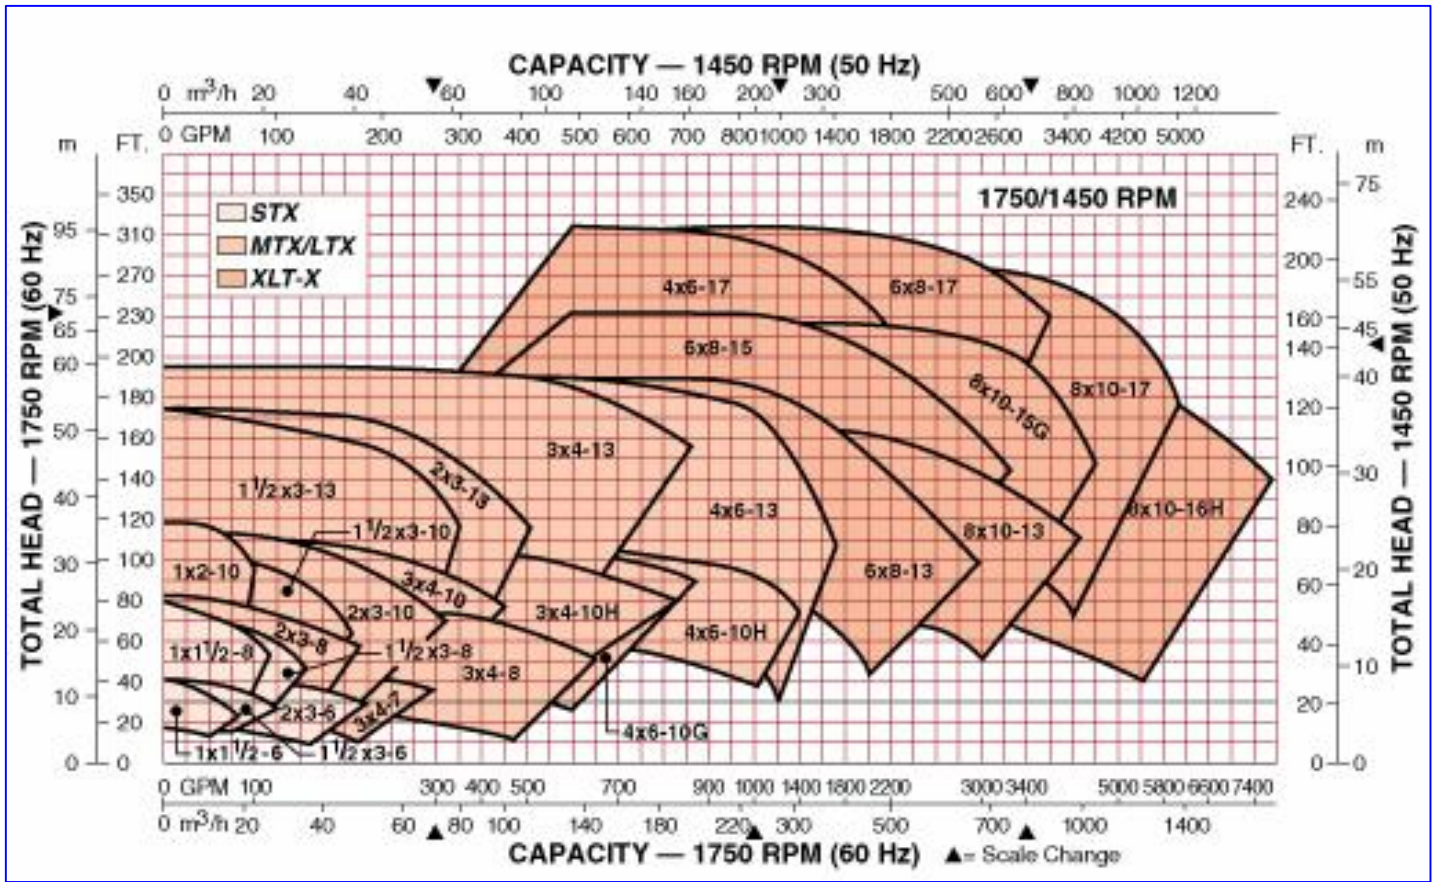 CAPACITY — 1450 RPM (50 Hz)
0 m³/h 20 40 60 100 140 160 200 300 500 600 800 1000 1200
0 GPM 100 200 300 400 500 600 700 800 1000 1400 1800 2200 2600 3400 4200 5000
m FT.
FT. m
TOTAL HEAD — 1750 RPM (60 Hz)
95 75 65 60 50 40 30 20 10 0
350 310 270 230 200 180 160 140 120 100 80 60 40 20 0
STX
MTX/LTX
XLT-X
1750/1450 RPM
4x6-17
6x8-17
6x8-15
8x10-15G
8x10-17
3x4-13
2x3-13
1 1/2 x3-13
4x6-13
8x10-16H
8x10-13
6x8-13
1 1/2 x3-10
1x2-10
3x4-10
2x3-10
3x4-10H
4x6-10H
2x3-8
1x1 1/2-8
1 1/2 x3-8
3x4-8
2x3-6
3x4-7
4x6-10G
1x1 1/2-6
1 1/2 x3-6
240 200 160 140 120 100 80 60 40 20 0
75 55 45 40 30 20 10 0
TOTAL HEAD — 1450 RPM (50 Hz)
0 GPM 100 300 400 500 700 900 1000 1400 1800 2200 3000 3400 5000 5800 6600 7400
0 m³/h 20 40 60 80 100 140 180 220 300 500 700 1000 1400
CAPACITY — 1750 RPM (60 Hz)
▲= Scale Change